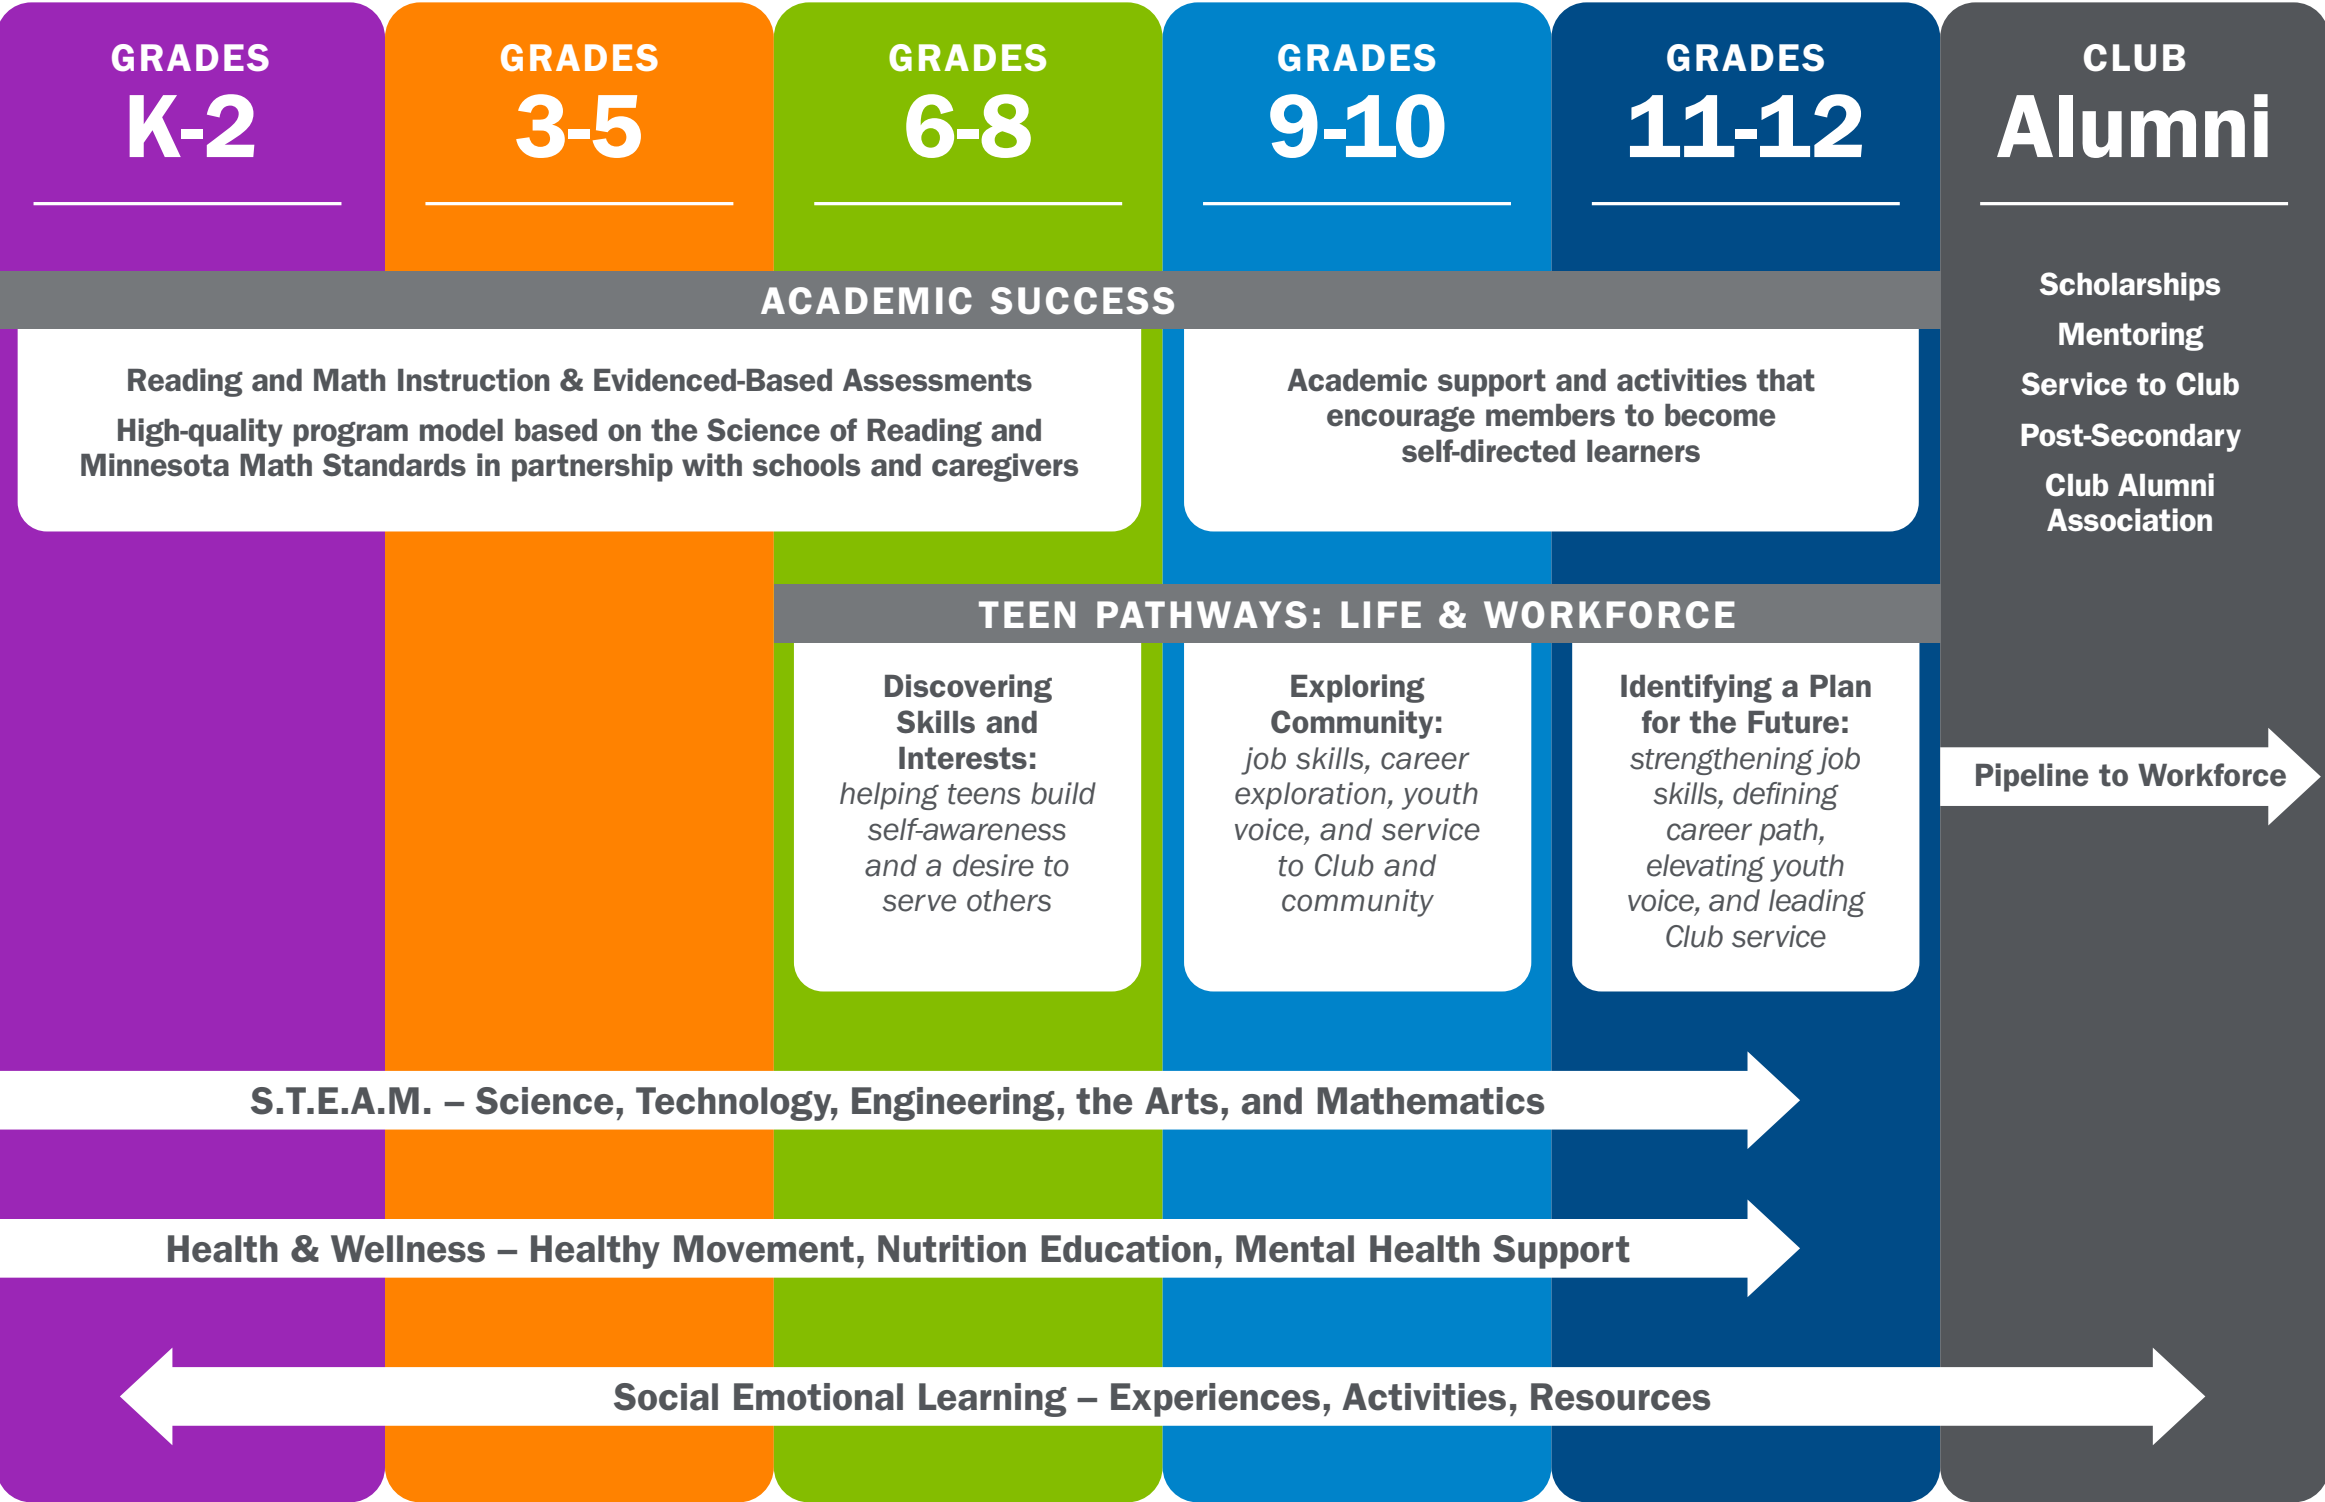 GRADES
K-2
GRADES
3-5
GRADES
6-8
GRADES
9-10
GRADES
11-12
CLUB
Alumni
ACADEMIC SUCCESS
Reading and Math Instruction & Evidenced-Based Assessments
High-quality program model based on the Science of Reading and
Minnesota Math Standards in partnership with schools and caregivers
Academic support and activities that
encourage members to become
self-directed learners
Scholarships
Mentoring
Service to Club
Post-Secondary
Club Alumni
Association
TEEN PATHWAYS: LIFE & WORKFORCE
Discovering
Skills and
Interests:
helping teens build
self-awareness
and a desire to
serve others
Exploring
Community:
job skills, career
exploration, youth
voice, and service
to Club and
community
Identifying a Plan
for the Future:
strengthening job
skills, defining
career path,
elevating youth
voice, and leading
Club service
Pipeline to Workforce
S.T.E.A.M. – Science, Technology, Engineering, the Arts, and Mathematics
Health & Wellness – Healthy Movement, Nutrition Education, Mental Health Support
Social Emotional Learning – Experiences, Activities, Resources